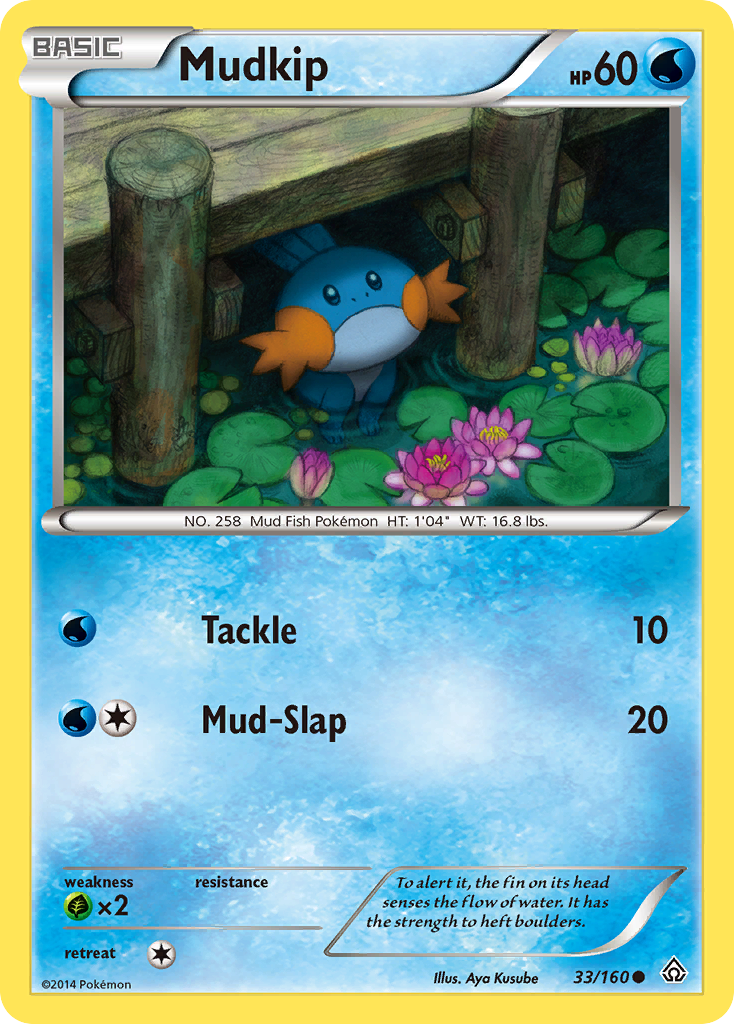 BASIC
Mudkip
HP60
NO. 258 Mud Fish Pokémon HT: 1'04" WT: 16.8 lbs.
Tackle 10
Mud-Slap 20
weakness resistance
×2
retreat
To alert it, the fin on its head
senses the flow of water. It has
the strength to heft boulders.
©2014 Pokémon
Illus. Aya Kusube 33/160